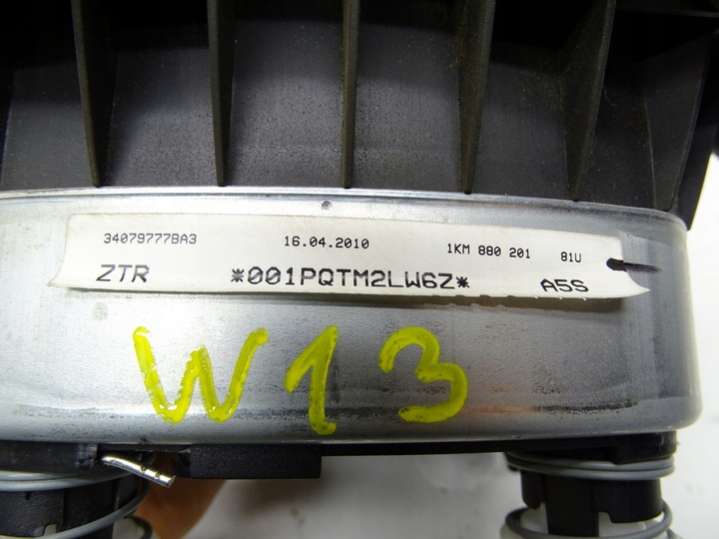 34079777BA3 16.04.2010 1KM 880 201 81U
ZTR *001PQTM2LW6Z* A5S
W13